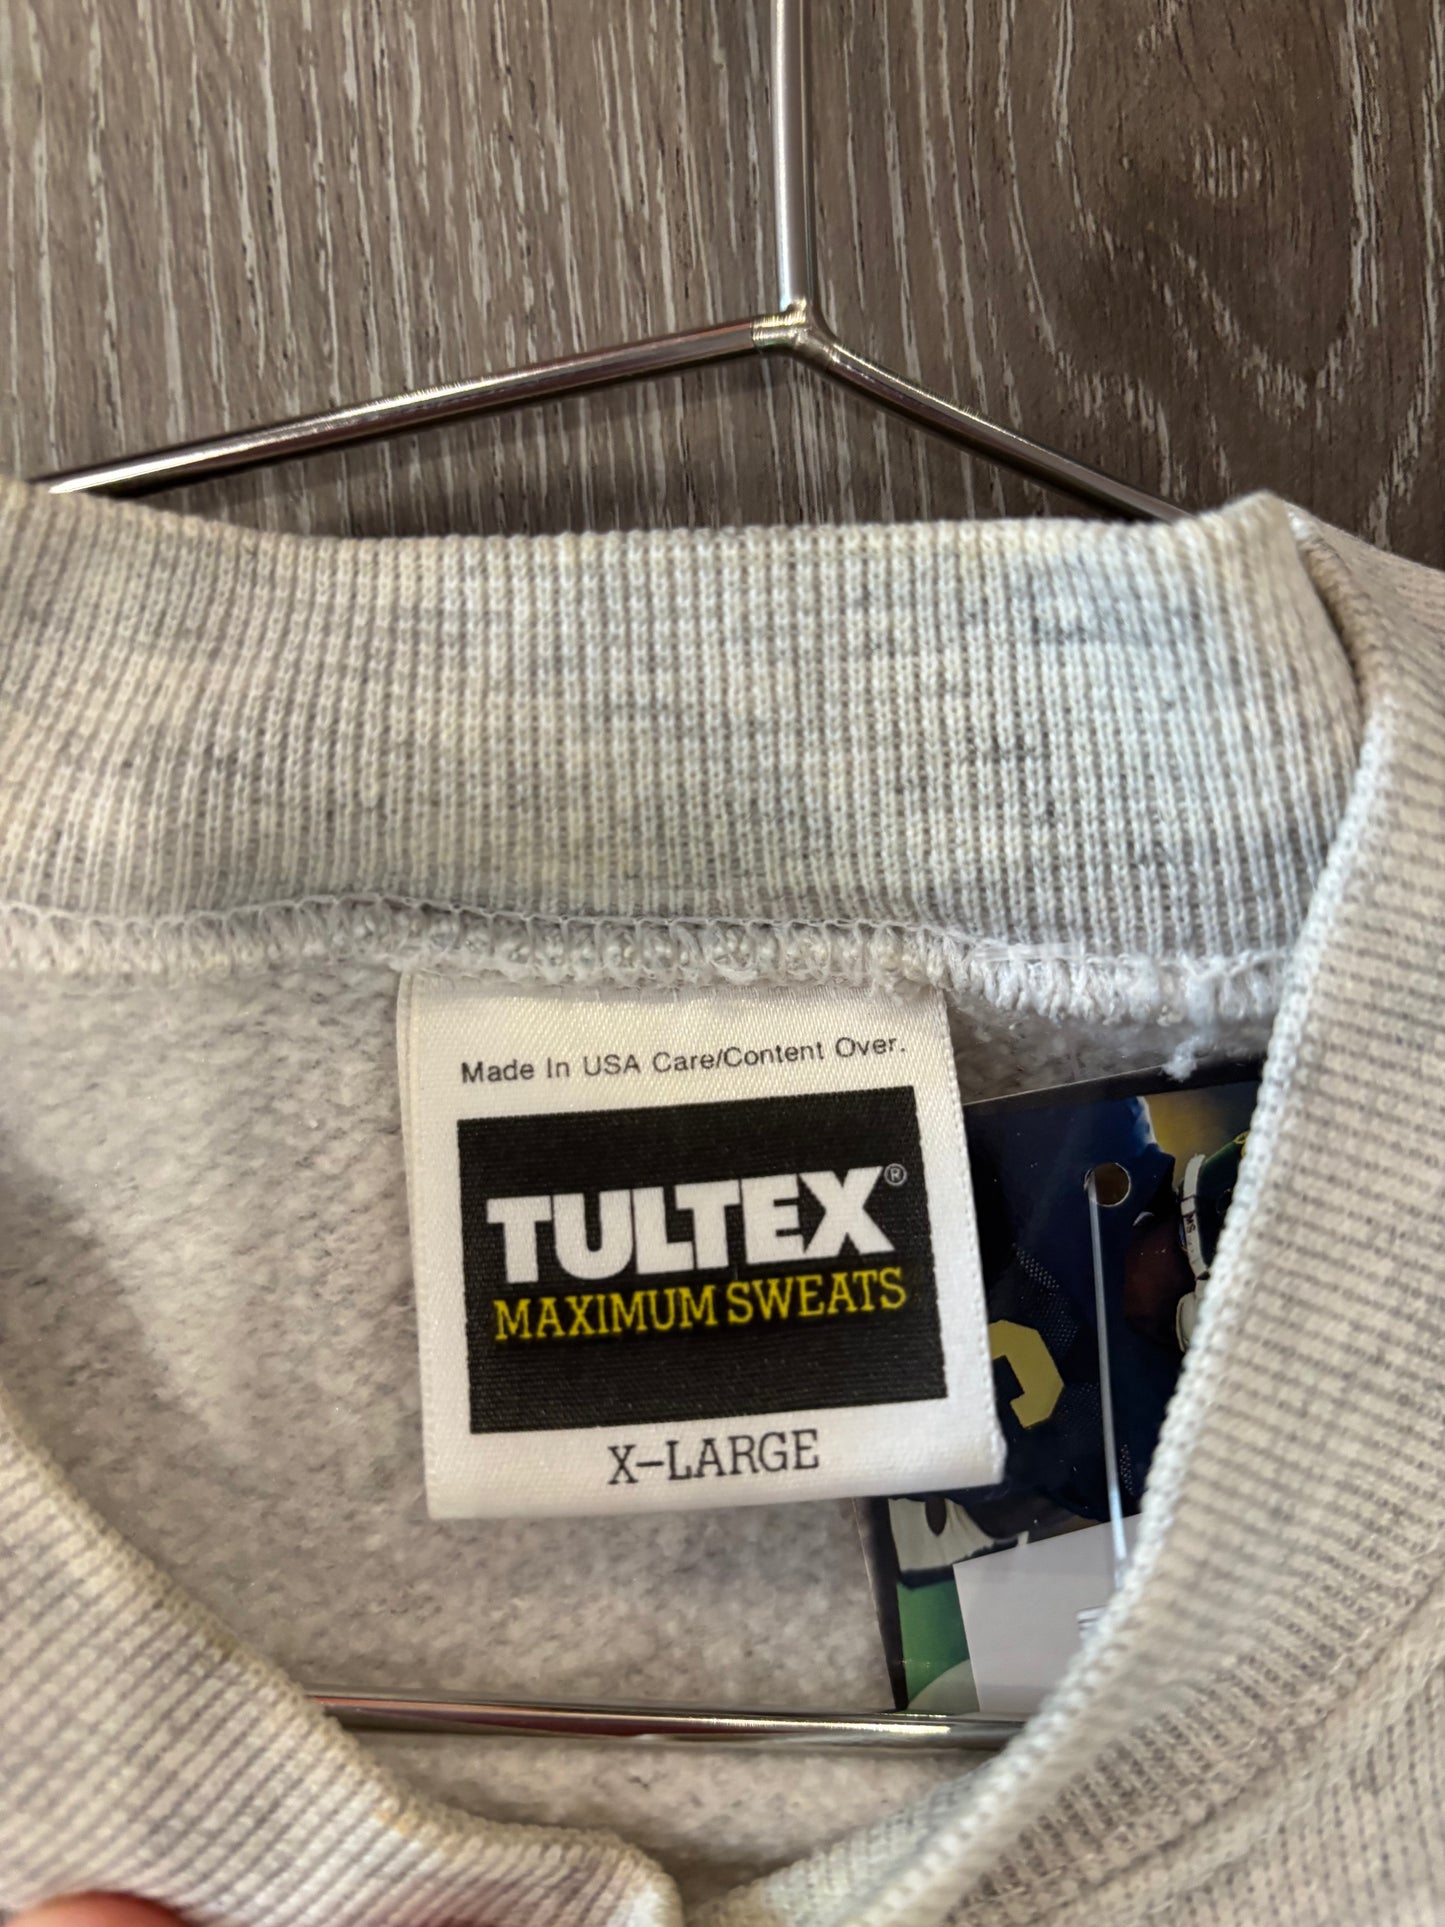 Made In USA Care/Content Over.
TULTEX®
MAXIMUM SWEATS
X-LARGE